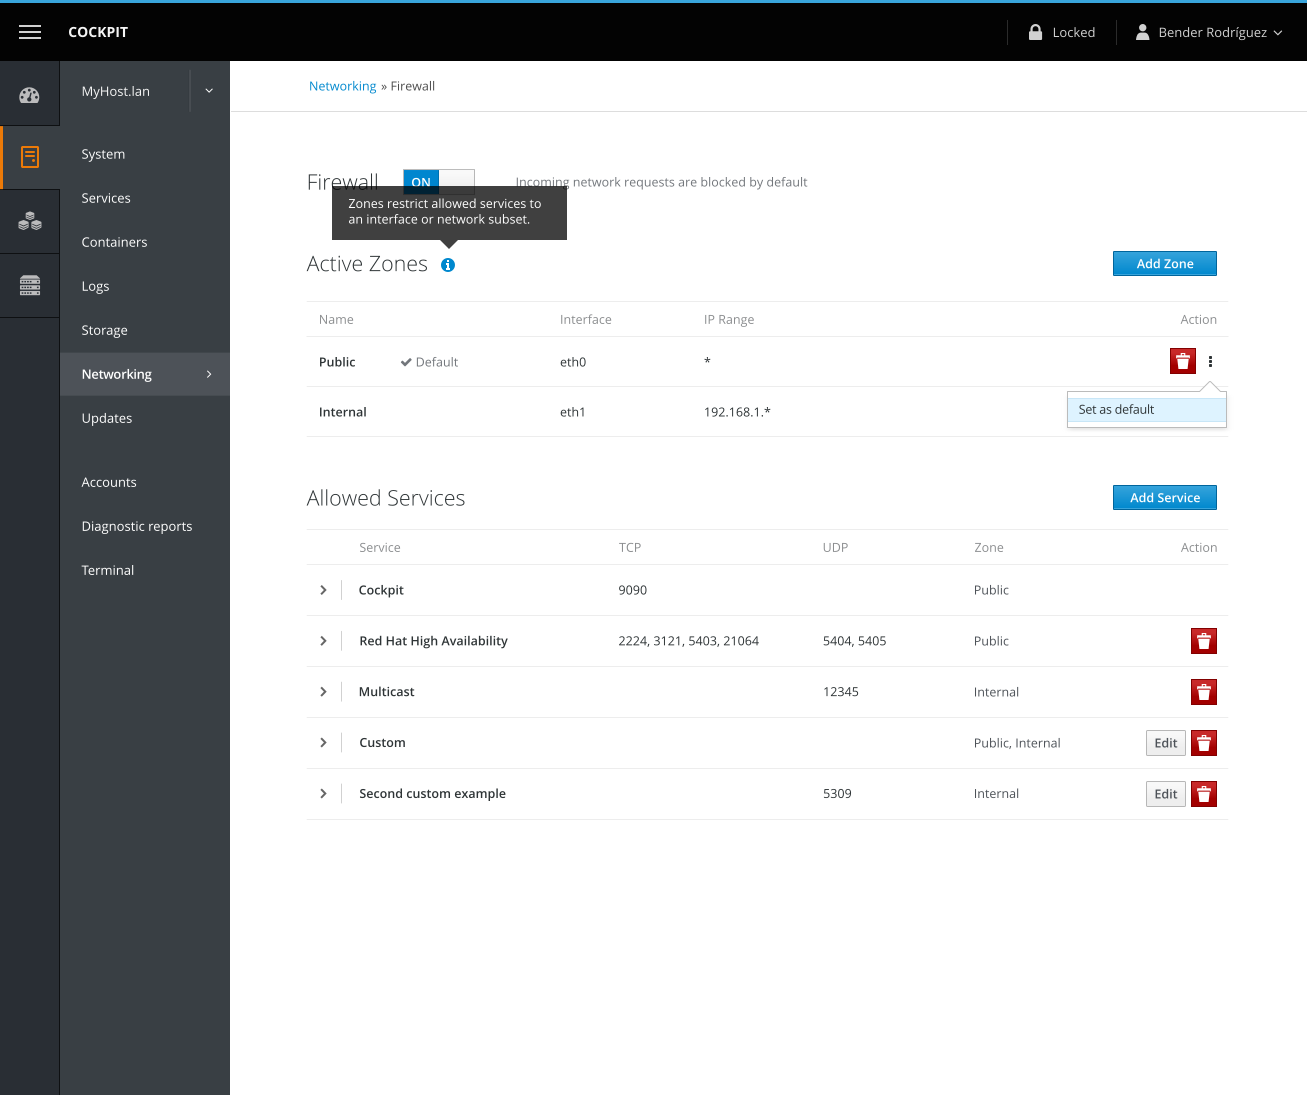 COCKPIT
Locked
Bender Rodríguez
MyHost.lan
Networking » Firewall
System
Services
Containers
Logs
Storage
Networking
Updates
Accounts
Diagnostic reports
Terminal
Firewall ON Incoming network requests are blocked by default
Zones restrict allowed services to
an interface or network subset.
Active Zones
Add Zone
Name Interface IP Range Action
Public Default eth0 *
Set as default
Internal eth1 192.168.1.*
Allowed Services
Add Service
Service TCP UDP Zone Action
Cockpit 9090 Public
Red Hat High Availability 2224, 3121, 5403, 21064 5404, 5405 Public
Multicast 12345 Internal
Custom Public, Internal Edit
Second custom example 5309 Internal Edit